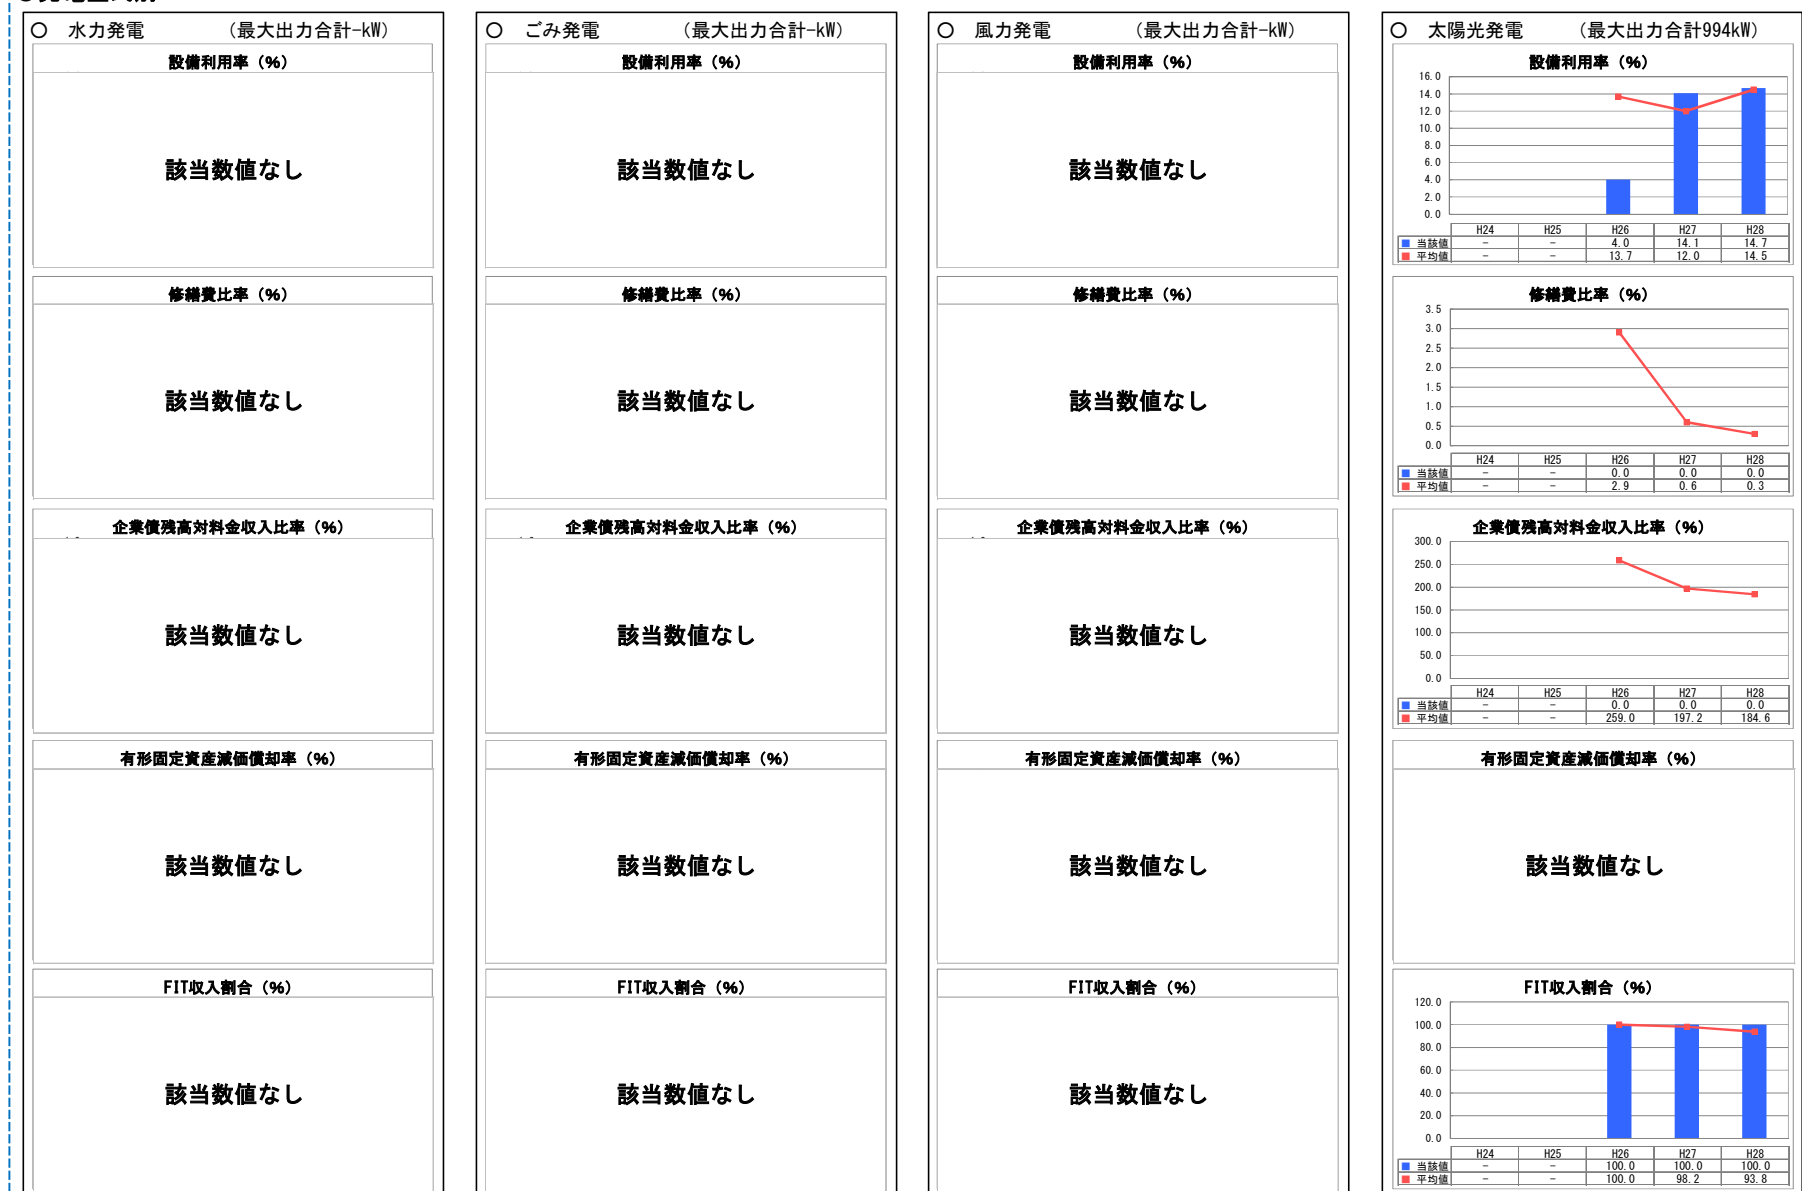 ○ 水力発電 (最大出力合計-kW)
設備利用率（%）
該当数値なし
修繕費比率（%）
該当数値なし
企業債残高対料金収入比率（%）
該当数値なし
有形固定資産減価償却率（%）
該当数値なし
FIT収入割合（%）
該当数値なし
○ ごみ発電 (最大出力合計-kW)
設備利用率（%）
該当数値なし
修繕費比率（%）
該当数値なし
企業債残高対料金収入比率（%）
該当数値なし
有形固定資産減価償却率（%）
該当数値なし
FIT収入割合（%）
該当数値なし
○ 風力発電 (最大出力合計-kW)
設備利用率（%）
該当数値なし
修繕費比率（%）
該当数値なし
企業債残高対料金収入比率（%）
該当数値なし
有形固定資産減価償却率（%）
該当数値なし
FIT収入割合（%）
該当数値なし
○ 太陽光発電 (最大出力合計994kW)
設備利用率（%）
16.0
14.0
12.0
10.0
8.0
6.0
4.0
2.0
0.0
H24 H25 H26 H27 H28
当該値 - - 4.0 14.1 14.7
平均値 - - 13.7 12.0 14.5
修繕費比率（%）
3.5
3.0
2.5
2.0
1.5
1.0
0.5
0.0
H24 H25 H26 H27 H28
当該値 - - 0.0 0.0 0.0
平均値 - - 2.9 0.6 0.3
企業債残高対料金収入比率（%）
300.0
250.0
200.0
150.0
100.0
50.0
0.0
H24 H25 H26 H27 H28
当該値 - - 0.0 0.0 0.0
平均値 - - 259.0 197.2 184.6
有形固定資産減価償却率（%）
該当数値なし
FIT収入割合（%）
120.0
100.0
80.0
60.0
40.0
20.0
0.0
H24 H25 H26 H27 H28
当該値 - - 100.0 100.0 100.0
平均値 - - 100.0 98.2 93.8